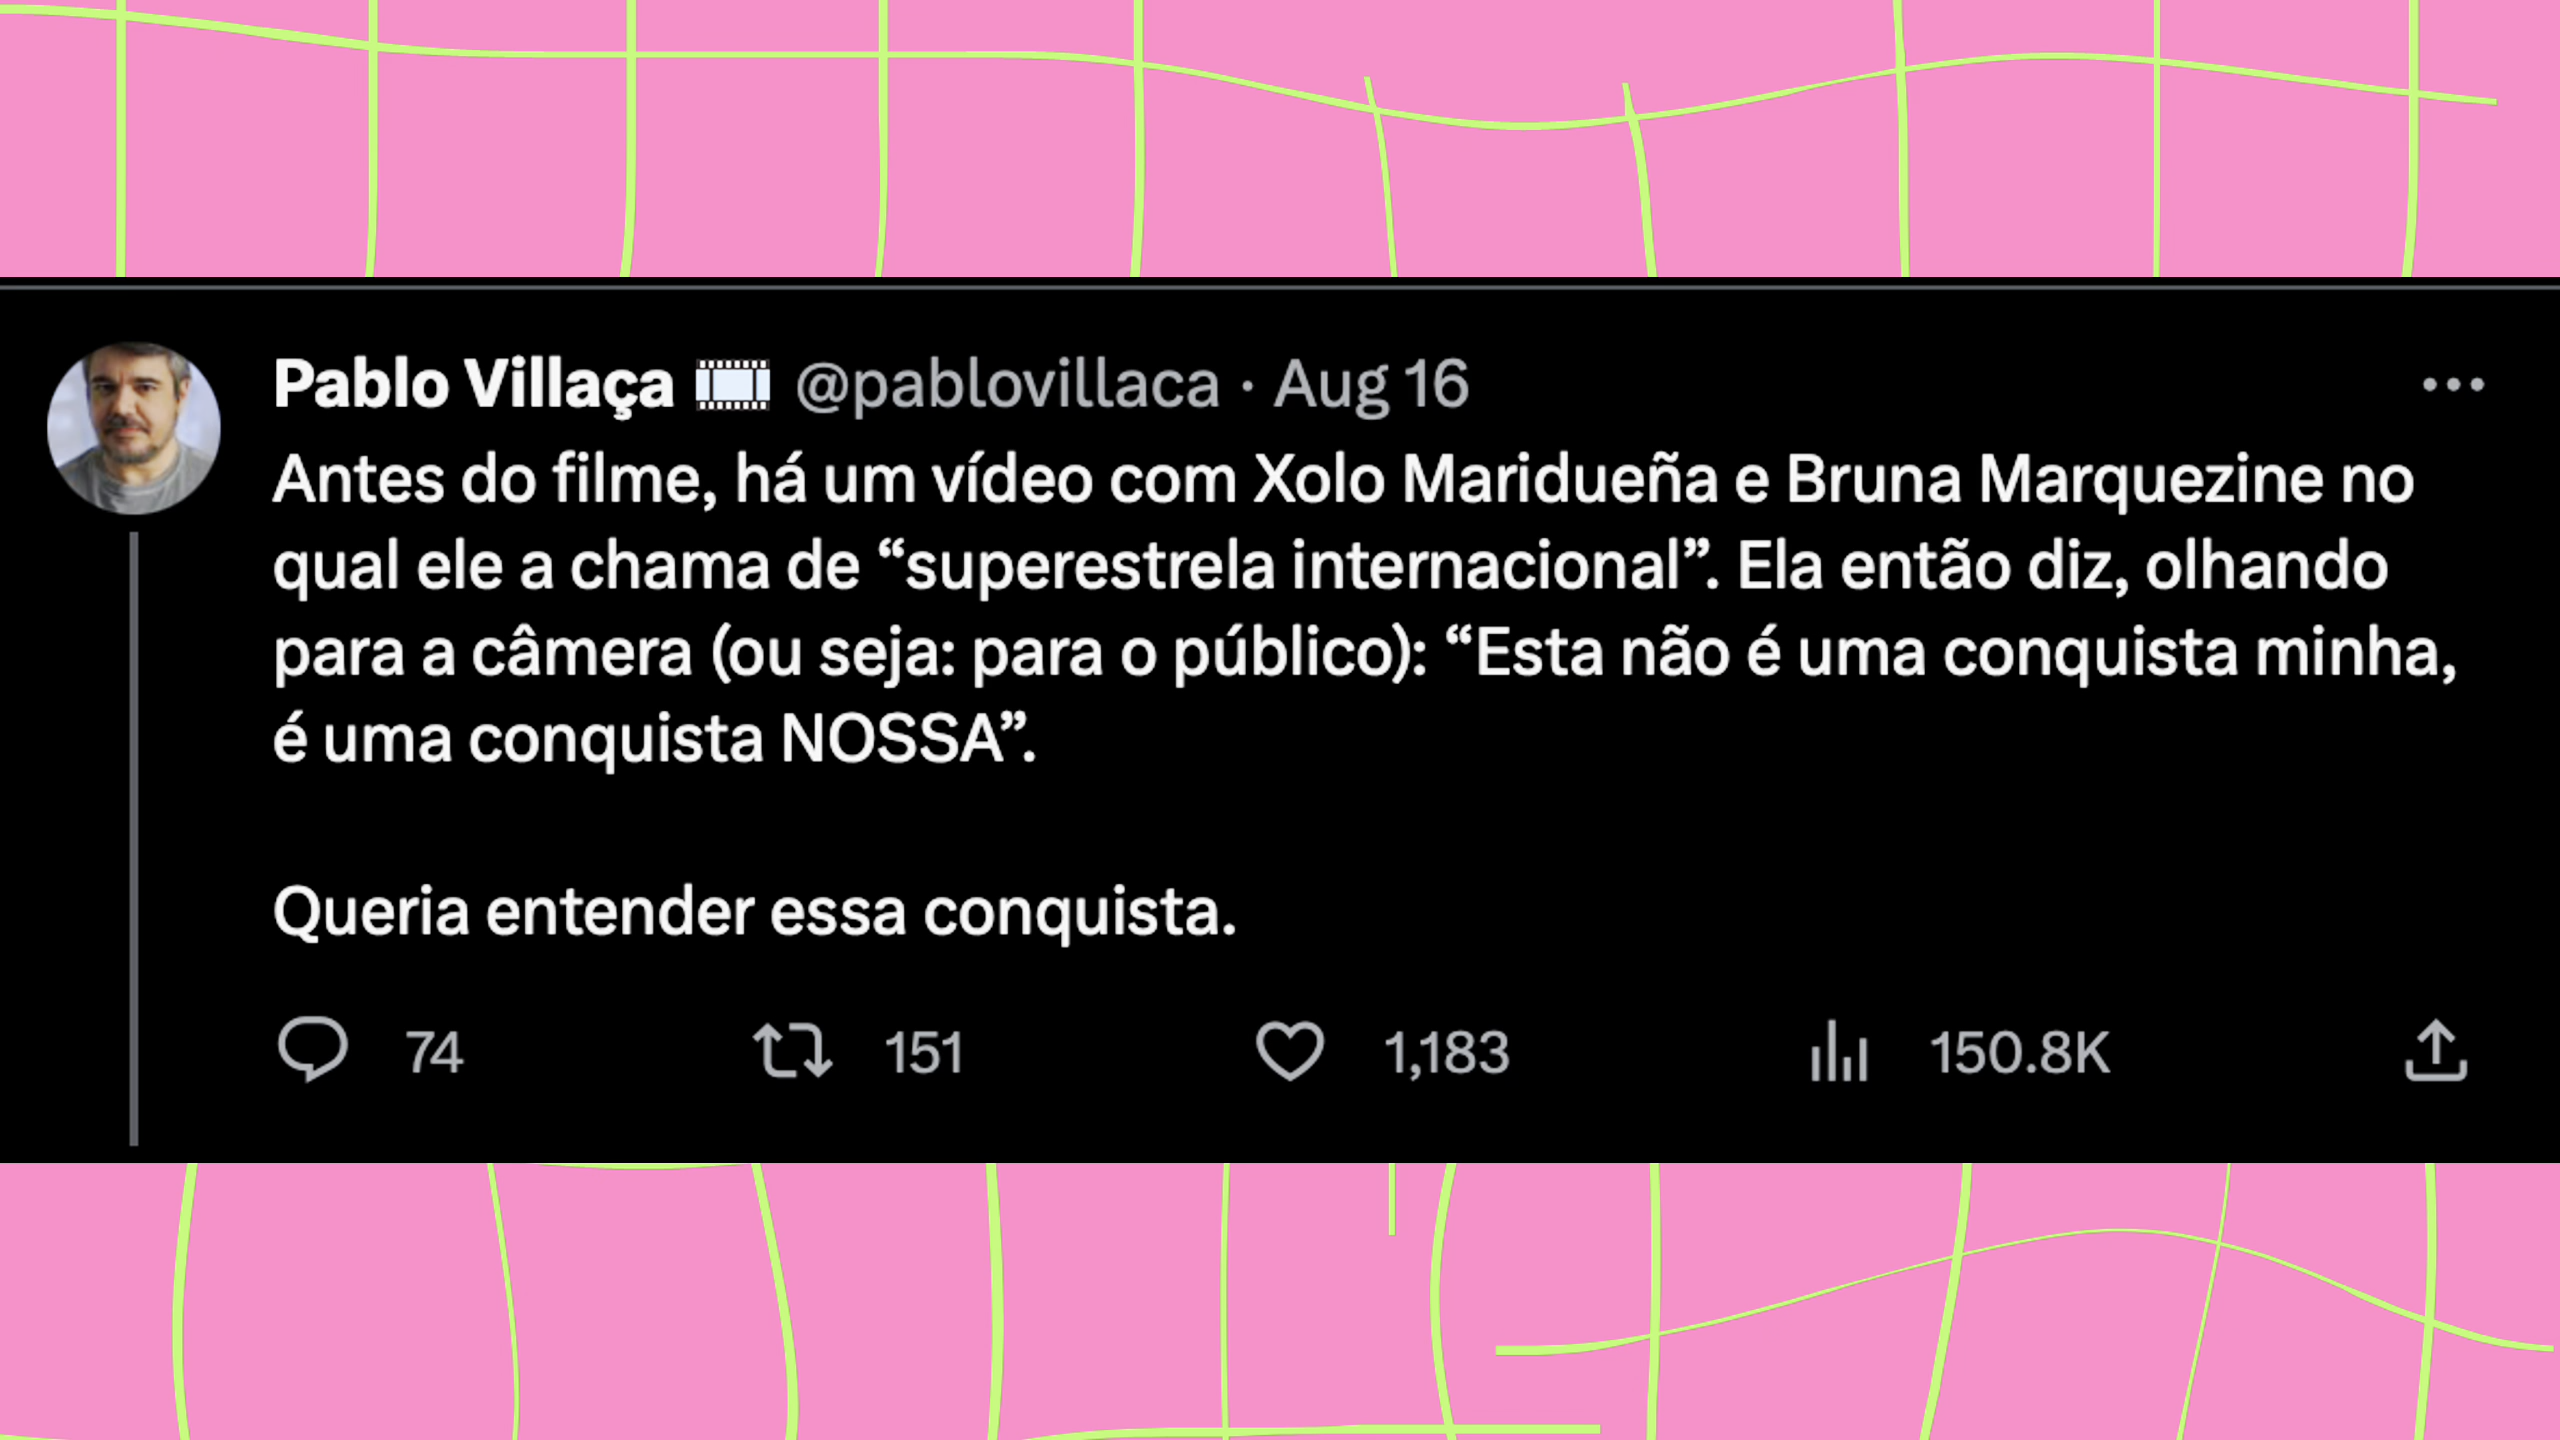 Pablo Villaça 🎞️ @pablovillaca · Aug 16
Antes do filme, há um vídeo com Xolo Maridueña e Bruna Marquezine no
qual ele a chama de “superestrela internacional”. Ela então diz, olhando
para a câmera (ou seja: para o público): “Esta não é uma conquista minha,
é uma conquista NOSSA”.
Queria entender essa conquista.
74 151 1,183 150.8K